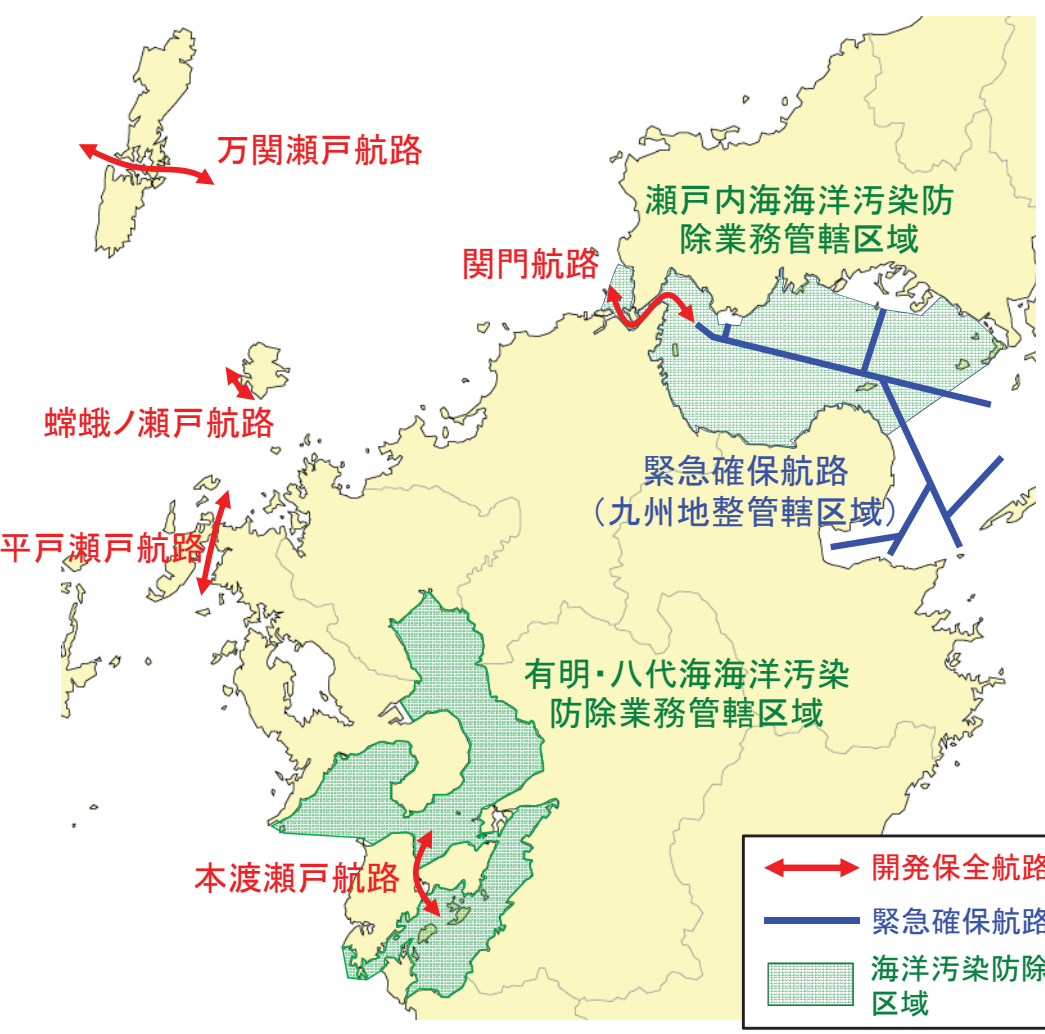 万関瀬戸航路
瀬戸内海海洋汚染防
除業務管轄区域
関門航路
蟐蛾ノ瀬戸航路
緊急確保航路
（九州地整管轄区域）
平戸瀬戸航路
有明・八代海海洋汚染
防除業務管轄区域
本渡瀬戸航路
開発保全航路
緊急確保航路
海洋汚染防除
区域